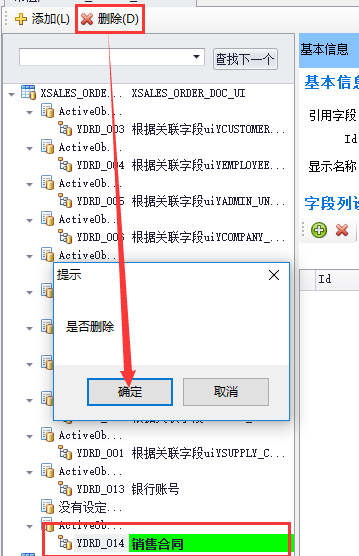 添加(L) 删除(D)
查找下一个
基本信息
XSALES_ORDE... XSALES_ORDER_DOC_UI
基本信息
ActiveOb...
引用字段
YDRD_003 根据关联字段uiYCUSTOMER...
Id
ActiveOb...
YDRD_004 根据关联字段uiYEMPLOYEE...
显示名称
ActiveOb...
YDRD_005 根据关联字段uiYADMIN_UN...
字段列设
ActiveOb...
YDRD_006 根据关联字段uiYCOMPANY_...
ActiveOb...
提示
Id
是否删除
确定 取消
ActiveOb...
YDRD_001 根据关联字段uiYSUPPLY_C...
ActiveOb...
YDRD_013 银行账号
没有设定...
ActiveOb...
YDRD_014 销售合同